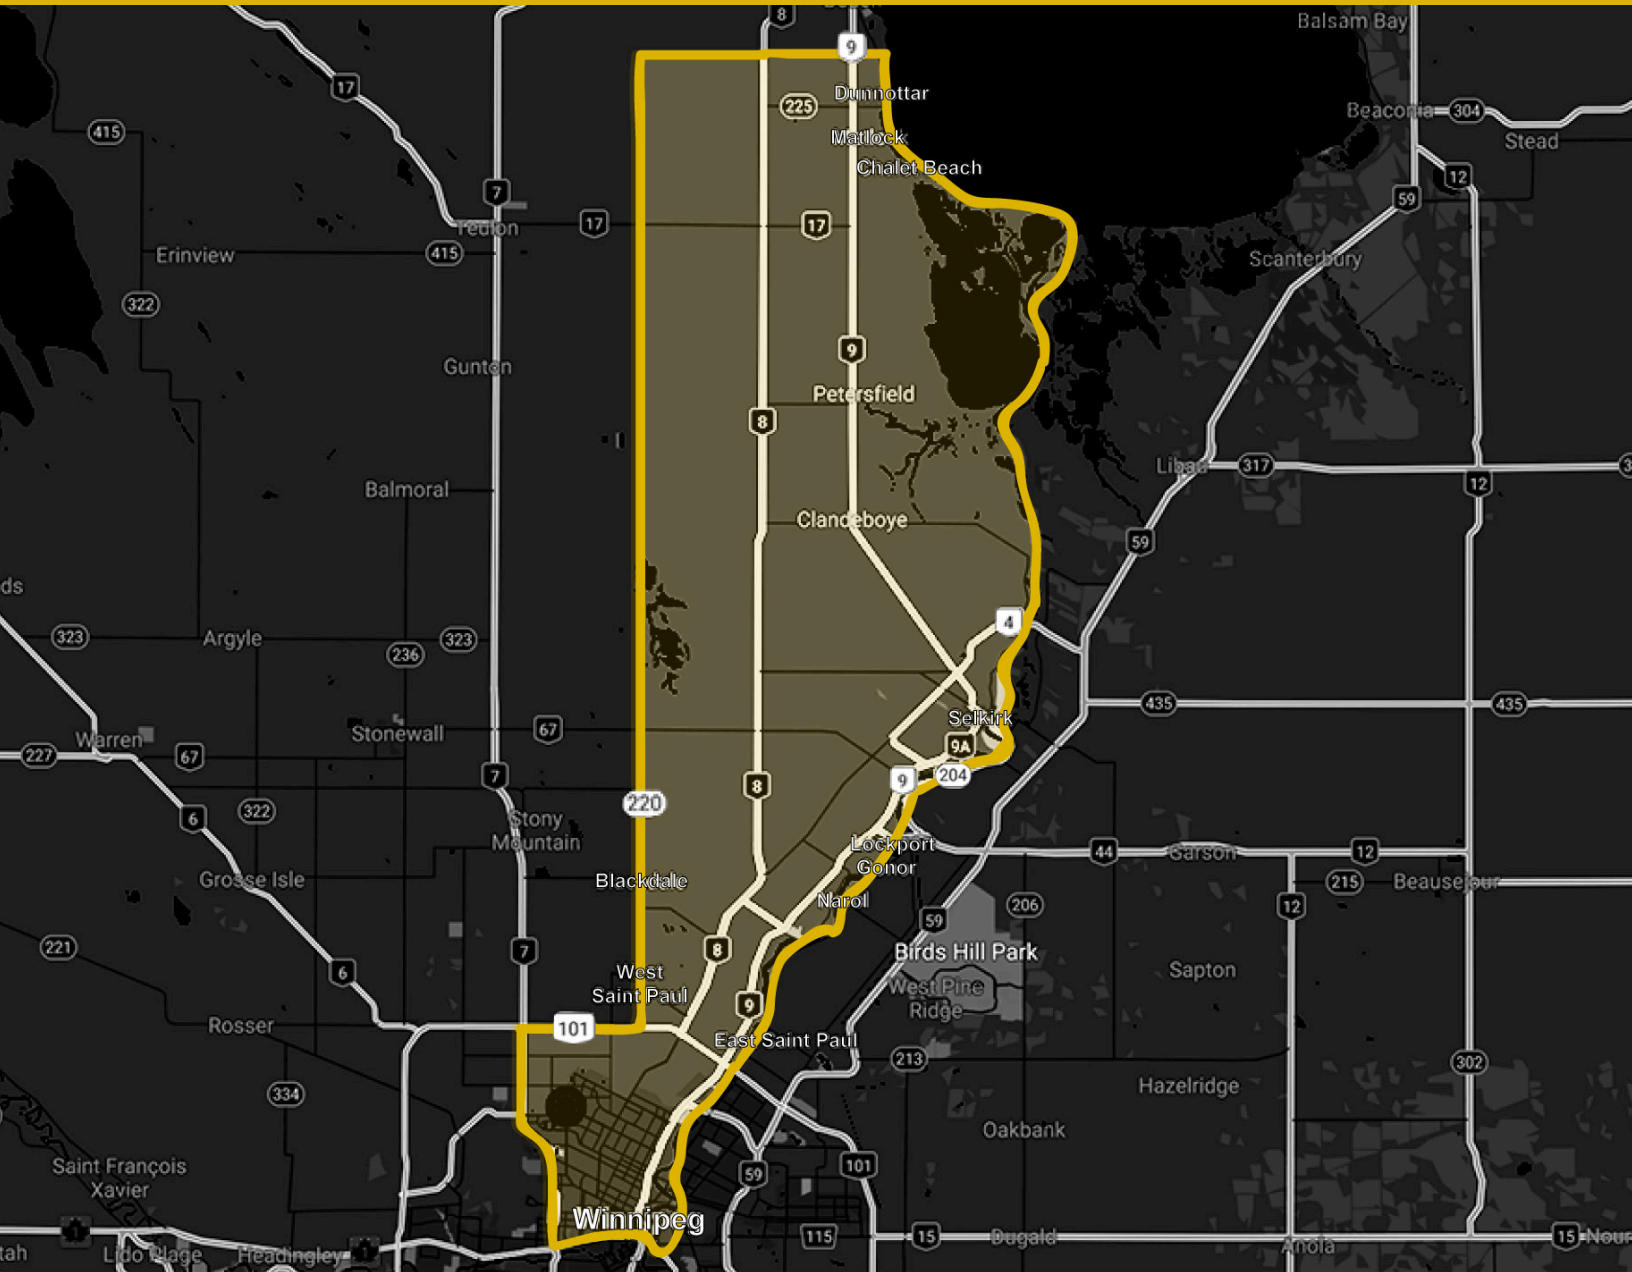 8
Balsam Bay
9
17
Dunnottar
225
Beaconia
304
415
Matlock
Stead
Chalet Beach
12
7
59
17
17
Teulon
415
Erinview
Scanterbury
322
9
Gunton
Petersfield
8
Libau
317
12
Balmoral
Clandeboye
59
ds
4
323
Argyle
323
236
435
435
Selkirk
67
Stonewall
Warren
227
67
9A
7
9
204
8
220
322
6
Stony
Mountain
Lockport
Gonor
44
Garson
12
Grosse Isle
Blackdale
215
Beausejour
Narol
206
12
59
221
7
8
Birds Hill Park
6
West
Saint Paul
Sapton
West Pine
Ridge
9
Rosser
101
East Saint Paul
213
302
334
Hazelridge
Oakbank
Saint François
Xavier
59
101
Winnipeg
1
115
15
Dugald
15
Nour
tah
Lido Plage
Headingley
1
Anola